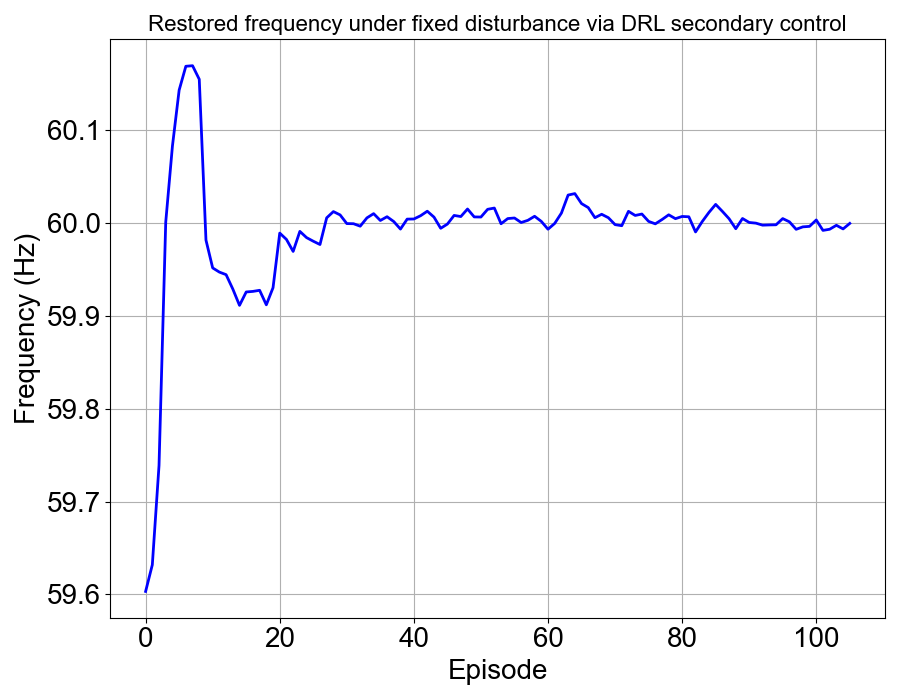 Restored frequency under fixed disturbance via DRL secondary control
Frequency (Hz)
60.1
60.0
59.9
59.8
59.7
59.6
0 20 40 60 80 100
Episode